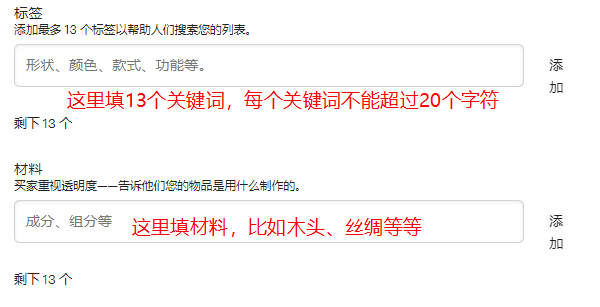 标签
添加最多 13 个标签以帮助人们搜索您的列表。
形状、颜色、款式、功能等。
添加
这里填13个关键词，每个关键词不能超过20个字符
剩下 13 个
材料
买家重视透明度——告诉他们您的物品是用什么制作的。
成分、组分等
这里填材料，比如木头、丝绸等等
添加
剩下 13 个